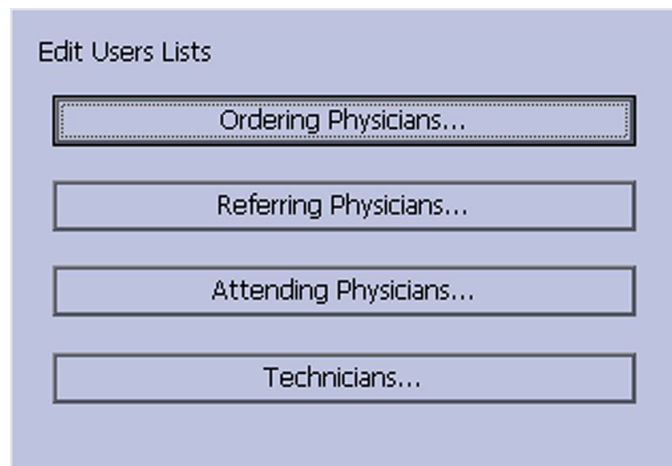 Edit Users Lists
Ordering Physicians...
Referring Physicians...
Attending Physicians...
Technicians...